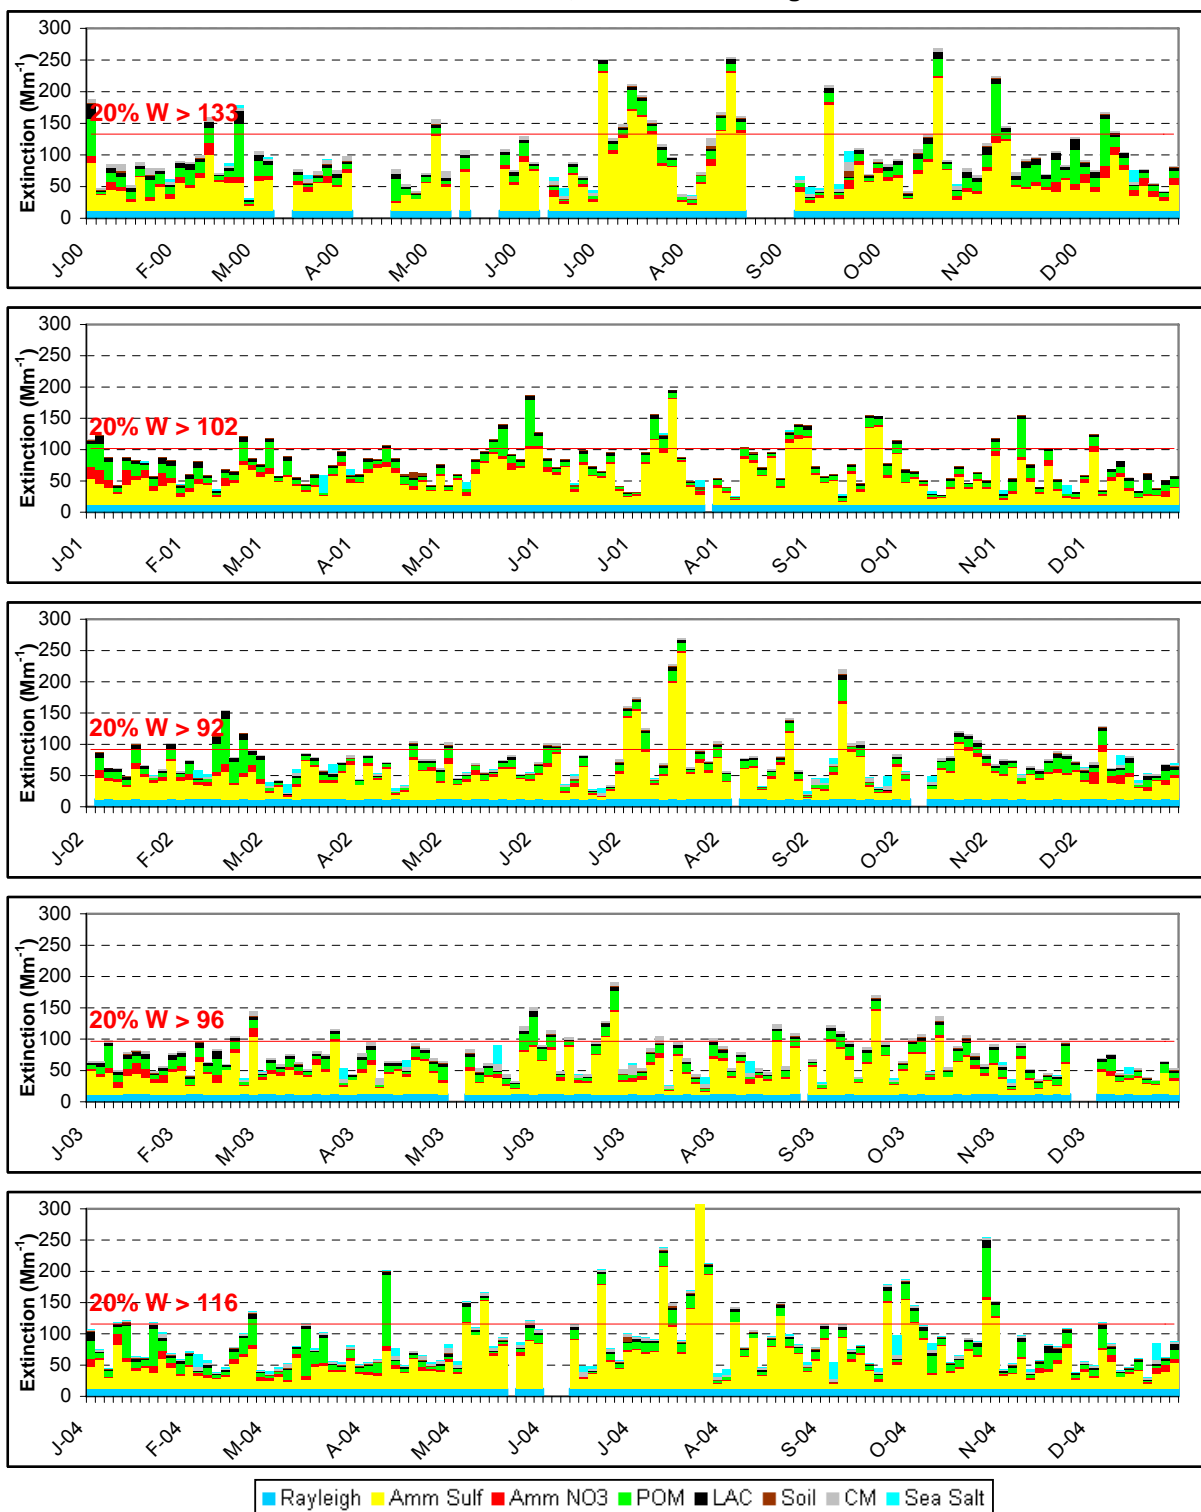 300
250
200
150
100
50
0
Extinction (Mm-1)
20% W > 133
J-00 F-00 M-00 A-00 M-00 J-00 J-00 A-00 S-00 O-00 N-00 D-00
300
250
200
150
100
50
0
Extinction (Mm-1)
20% W > 102
J-01 F-01 M-01 A-01 M-01 J-01 J-01 A-01 S-01 O-01 N-01 D-01
300
250
200
150
100
50
0
Extinction (Mm-1)
20% W > 92
J-02 F-02 M-02 A-02 M-02 J-02 J-02 A-02 S-02 O-02 N-02 D-02
300
250
200
150
100
50
0
Extinction (Mm-1)
20% W > 96
J-03 F-03 M-03 A-03 M-03 J-03 J-03 A-03 S-03 O-03 N-03 D-03
300
250
200
150
100
50
0
Extinction (Mm-1)
20% W > 116
J-04 F-04 M-04 A-04 M-04 J-04 J-04 A-04 S-04 O-04 N-04 D-04
Rayleigh Amm Sulf Amm NO3 POM LAC Soil CM Sea Salt